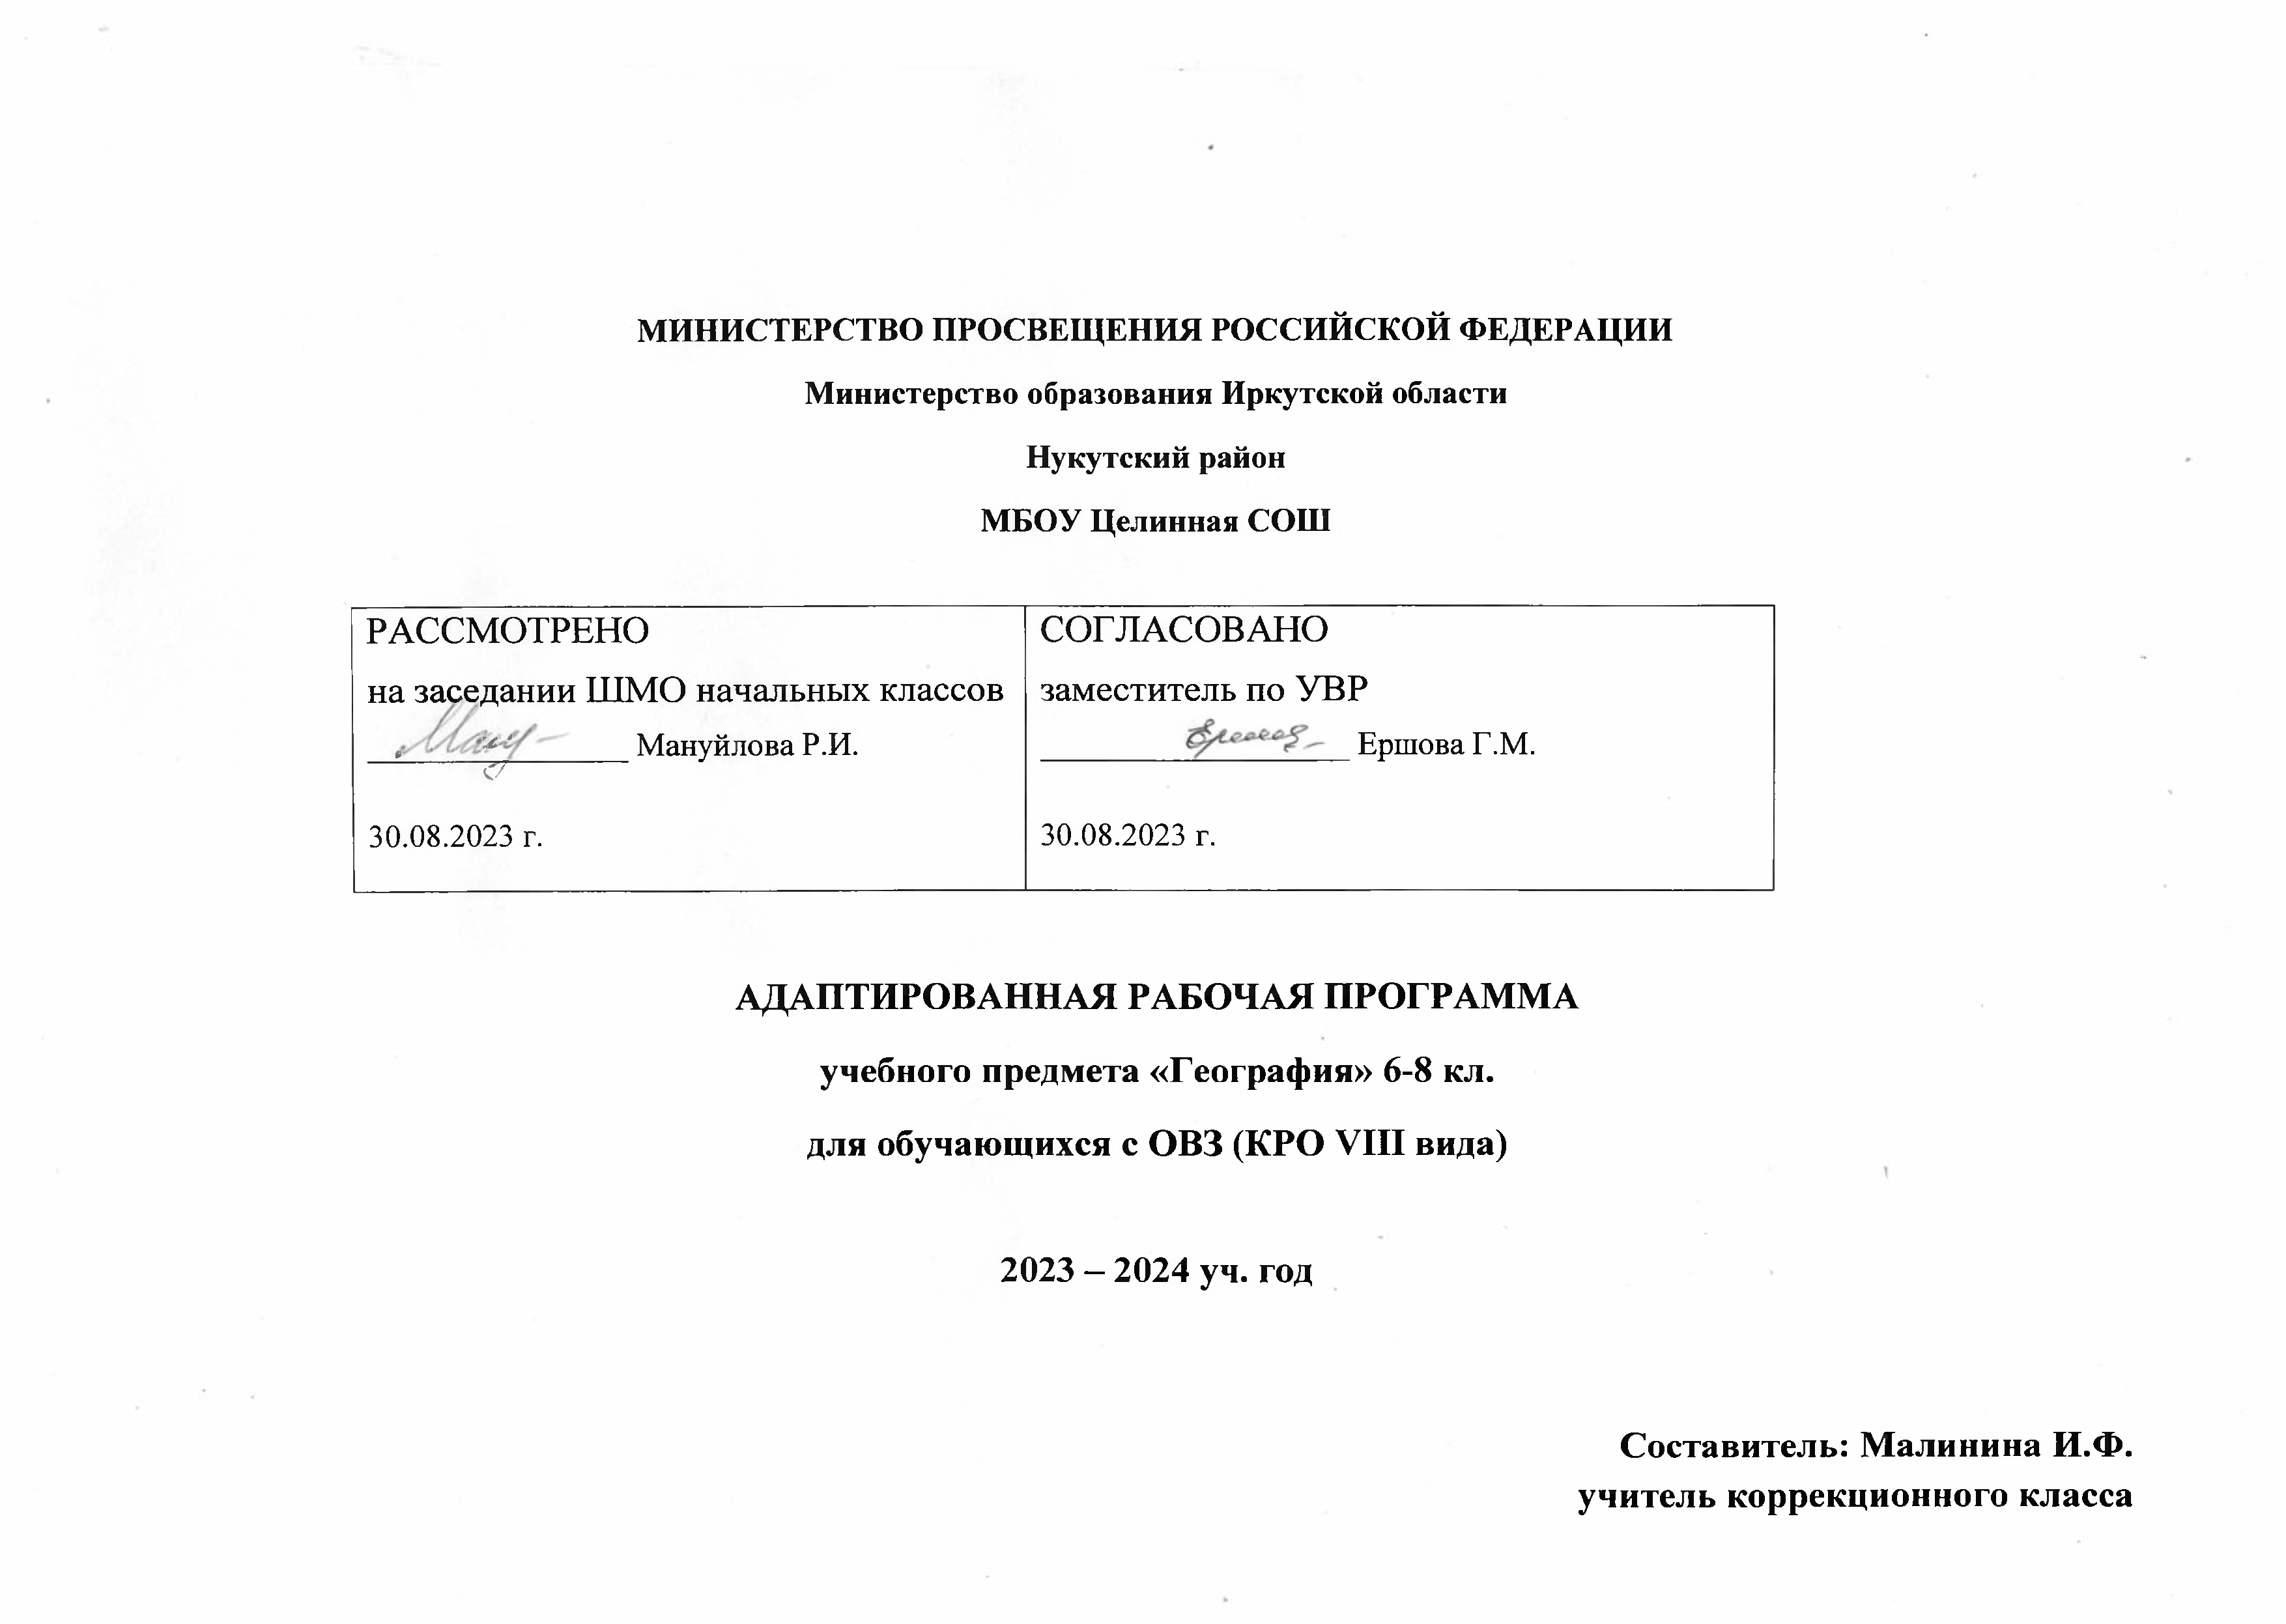 МИНИСТЕРСТВО ПРОСВЕЩЕНИЯ РОССИЙСКОЙ ФЕДЕРАЦИИ
Министерство образования Иркутской области
Нукутский район
МБОУ Целинная СОШ
РАССМОТРЕНО
на заседании ШМО начальных классов
Мануйлова Р.И.
30.08.2023 г.
СОГЛАСОВАНО
заместитель по УВР
Ершова Г.М.
30.08.2023 г.
АДАПТИРОВАННАЯ РАБОЧАЯ ПРОГРАММА
учебного предмета «География» 6-8 кл.
для обучающихся с ОВЗ (КРО VIII вида)
2023 – 2024 уч. год
Составитель: Малинина И.Ф.
учитель коррекционного класса